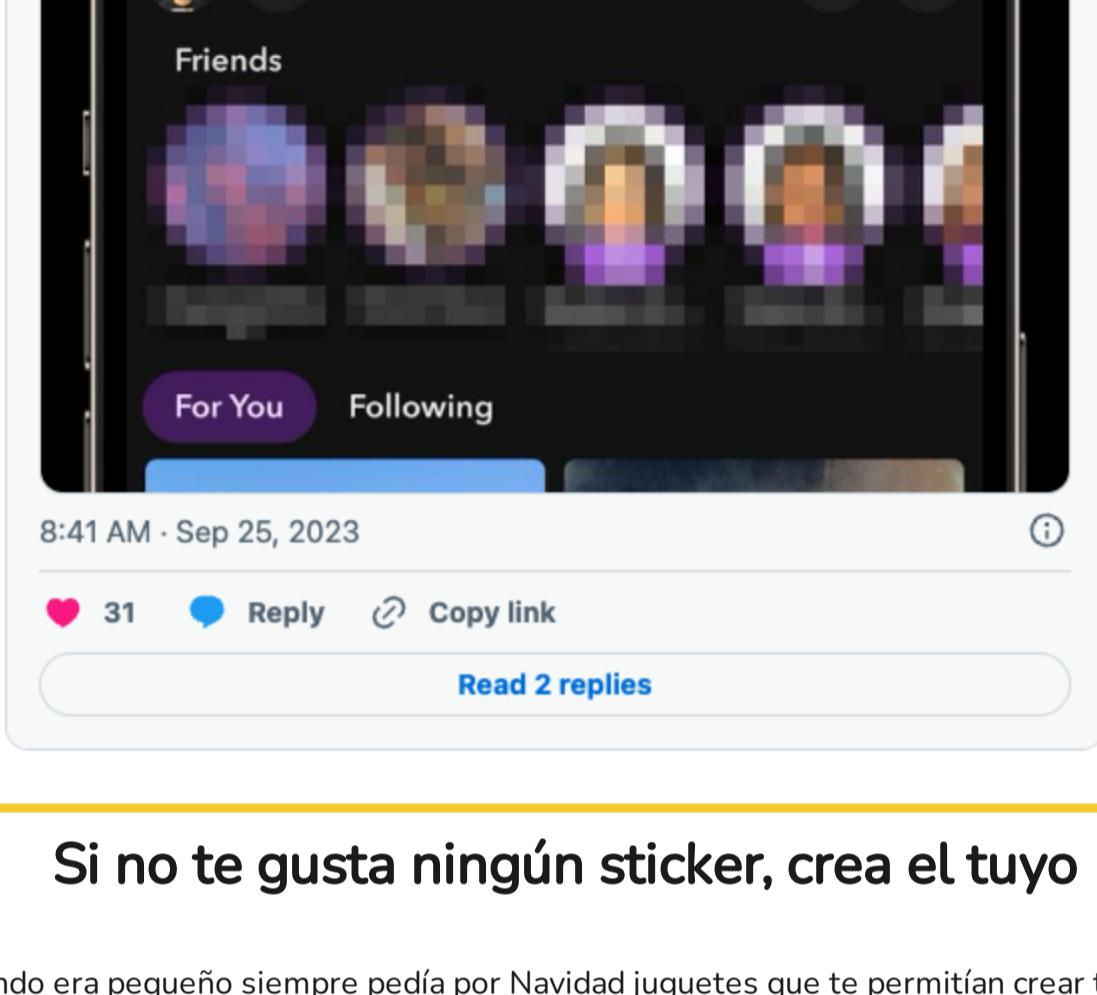 Friends
For You Following
8:41 AM · Sep 25, 2023
31 Reply Copy link
Read 2 replies
Si no te gusta ningún sticker, crea el tuyo
era pequeño siempre pedía por Navidad juguetes que te permitían crear